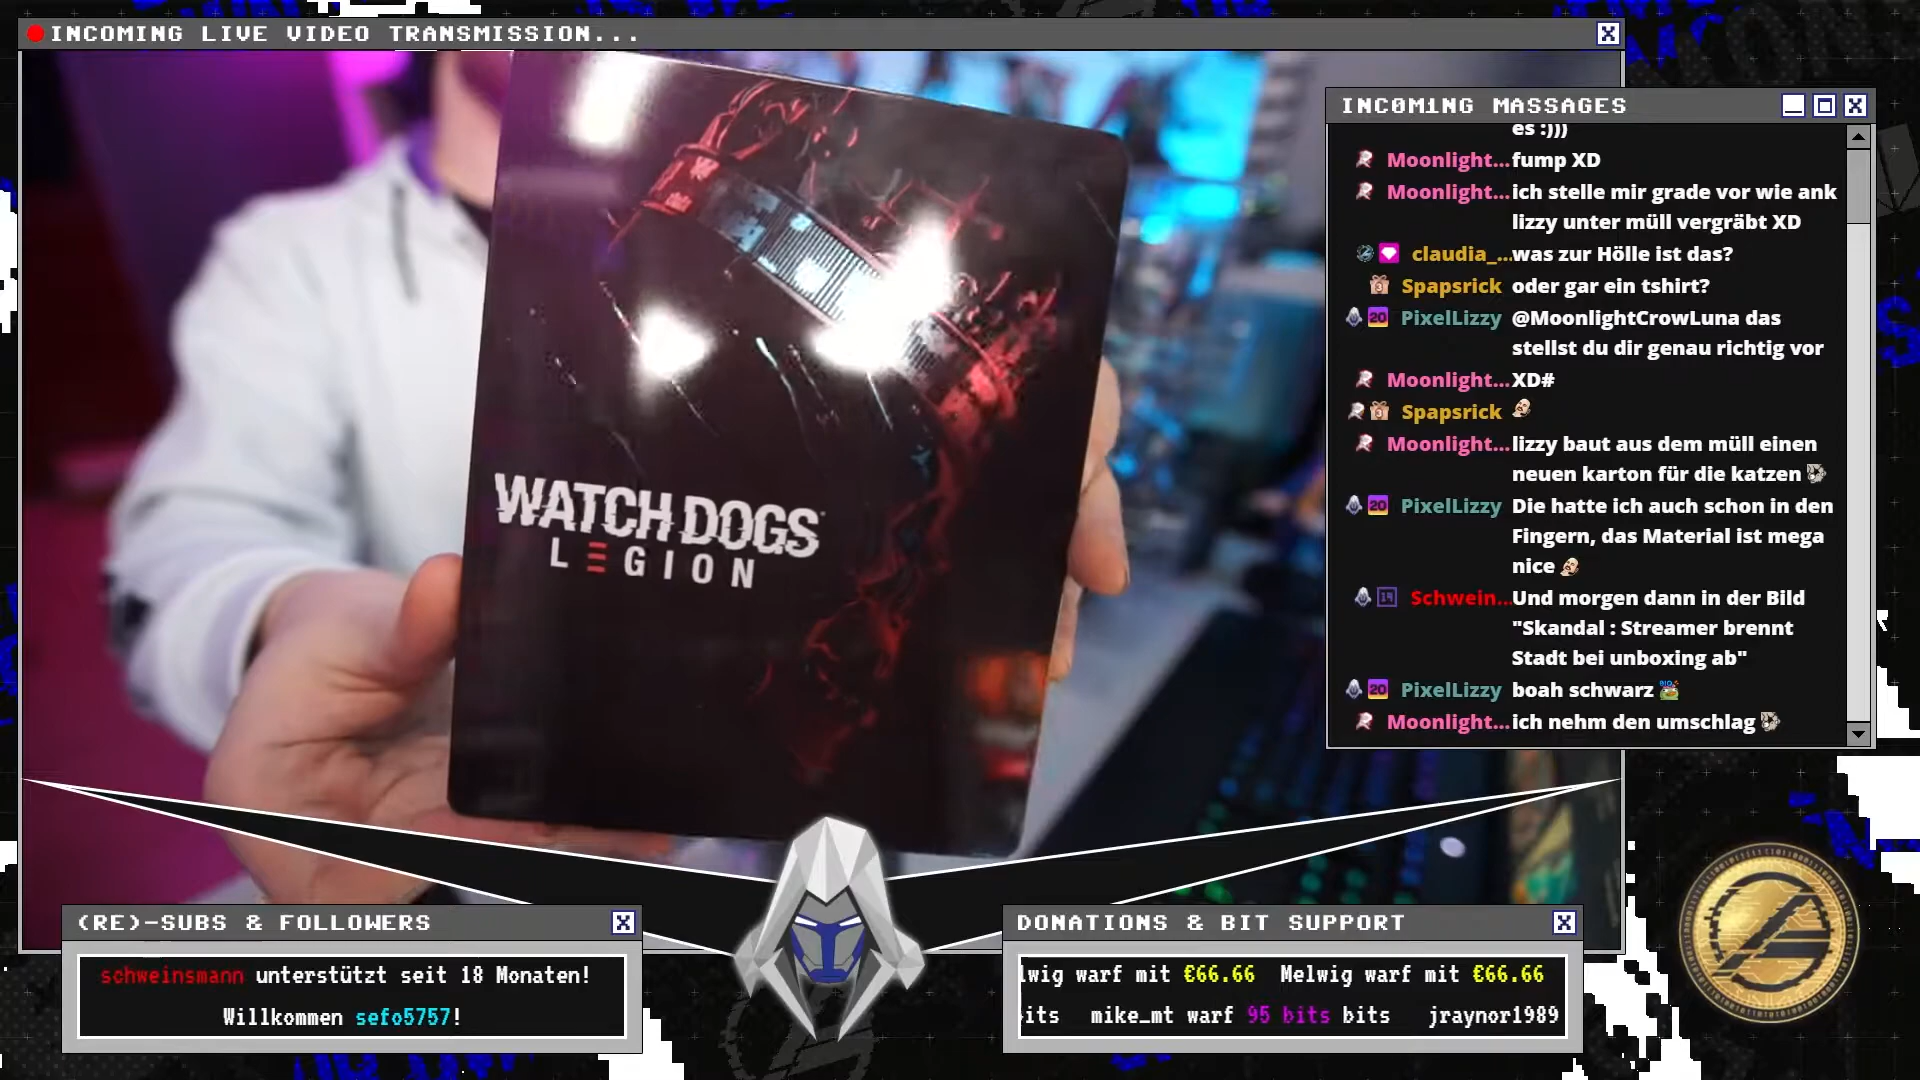 INCOMING LIVE VIDEO TRANSMISSION...
WATCH DOGS
LEGION
INC0M1NG MASSAGES
es :)))
Moonlight... fump XD
Moonlight... ich stelle mir grade vor wie ank
lizzy unter müll vergräbt XD
claudia_... was zur Hölle ist das?
Spapsrick oder gar ein tshirt?
PixelLizzy @MoonlightCrowLuna das
stellst du dir genau richtig vor
Moonlight... XD#
Spapsrick
Moonlight... lizzy baut aus dem müll einen
neuen karton für die katzen
PixelLizzy Die hatte ich auch schon in den
Fingern, das Material ist mega
nice
Schwein... Und morgen dann in der Bild
"Skandal : Streamer brennt
Stadt bei unboxing ab"
PixelLizzy boah schwarz
Moonlight... ich nehm den umschlag
(RE)-SUBS & FOLLOWERS
schweinsmann unterstützt seit 18 Monaten!
Willkommen sefo5757!
DONATIONS & BIT SUPPORT
lwig warf mit €66.66 Melwig warf mit €66.66
its mike_mt warf 95 bits bits jraynor1989